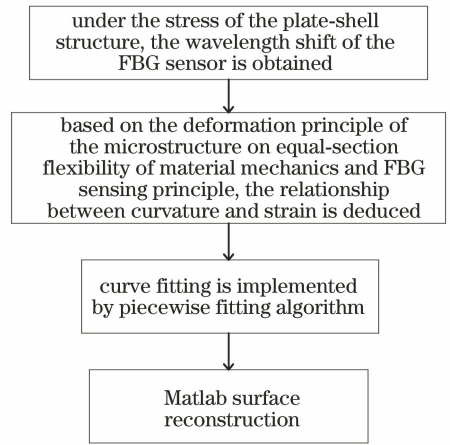 under the stress of the plate-shell
structure, the wavelength shift of the
FBG sensor is obtained
based on the deformation principle of
the microstructure on equal-section
flexibility of material mechanics and FBG
sensing principle, the relationship
between curvature and strain is deduced
curve fitting is implemented
by piecewise fitting algorithm
Matlab surface
reconstruction